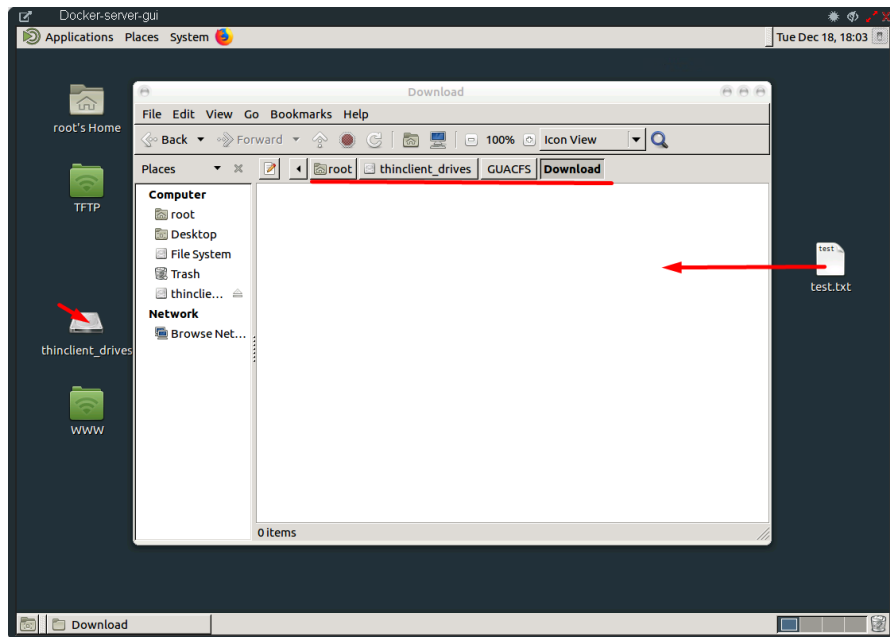 Docker-server-gui
Applications Places System
Tue Dec 18, 18:03
Download
File Edit View Go Bookmarks Help
Back Forward 100% Icon View
Places
root thinclient_drives GUACFS Download
Computer
root
Desktop
File System
Trash
thinclie...
Network
Browse Net...
0 items
root's Home
TFTP
thinclient_drives
WWW
test
test.txt
Download